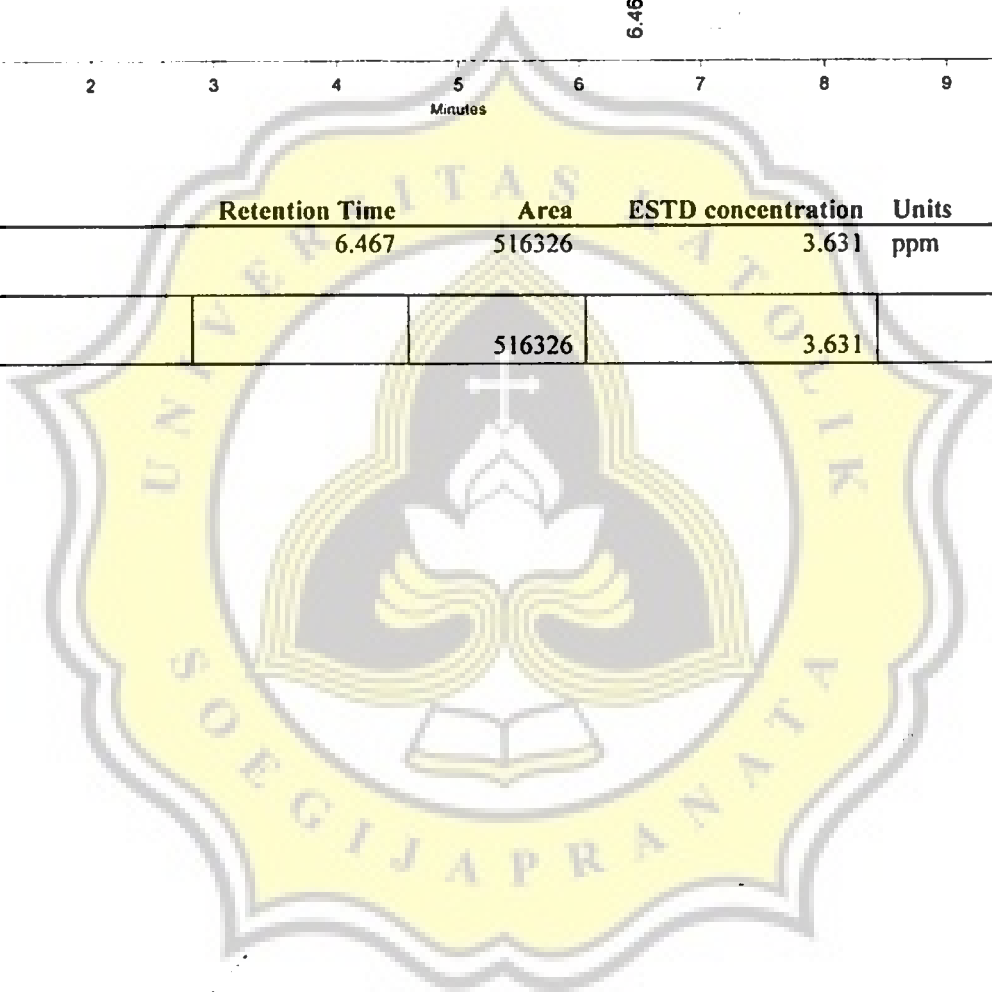 6.46
2 3 4 5 6 7 8 9
Minutes
Retention Time Area ESTD concentration Units
6.467 516326 3.631 ppm
516326 3.631
UNIVERSITAS KATOLIK
SOEGIJAPRANATA